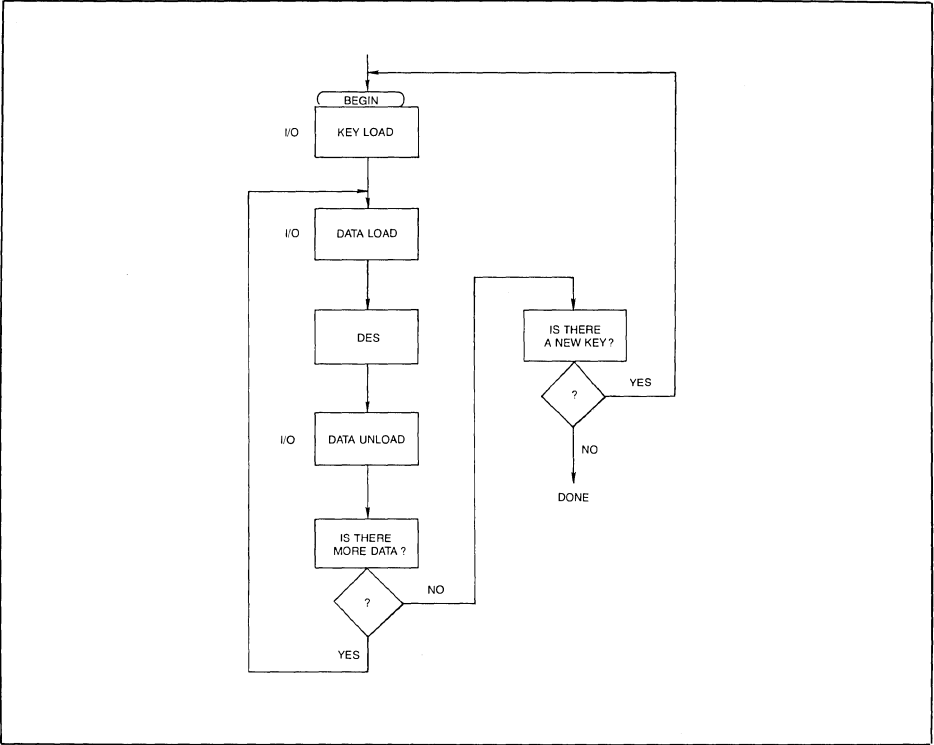 BEGIN
I/O
KEY LOAD
I/O
DATA LOAD
DES
I/O
DATA UNLOAD
IS THERE
MORE DATA ?
?
NO
YES
IS THERE
A NEW KEY ?
?
YES
NO
DONE